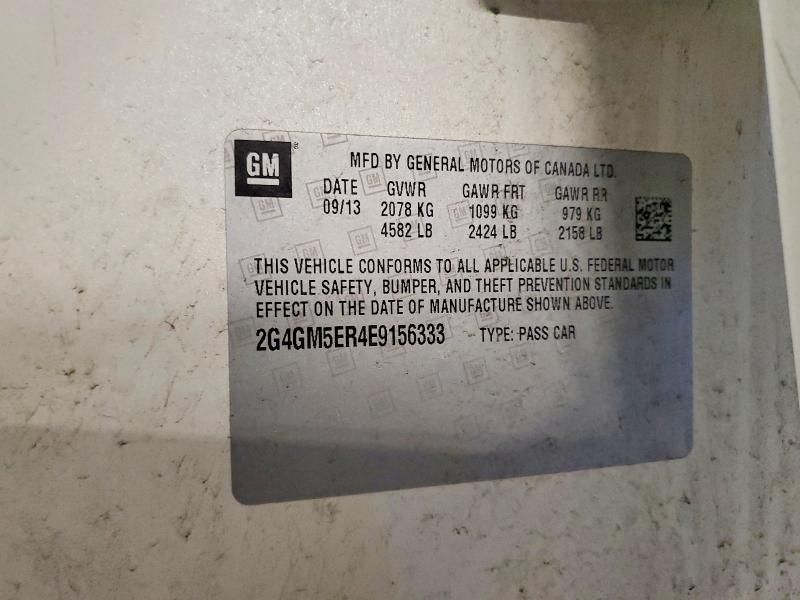 GM
MFD BY GENERAL MOTORS OF CANADA LTD.
DATE GVWR GAWR FRT GAWR RR
09/13 2078 KG 1099 KG 979 KG
4582 LB 2424 LB 2158 LB
THIS VEHICLE CONFORMS TO ALL APPLICABLE U.S. FEDERAL MOTOR
VEHICLE SAFETY, BUMPER, AND THEFT PREVENTION STANDARDS IN
EFFECT ON THE DATE OF MANUFACTURE SHOWN ABOVE.
2G4GM5ER4E9156333 TYPE: PASS CAR